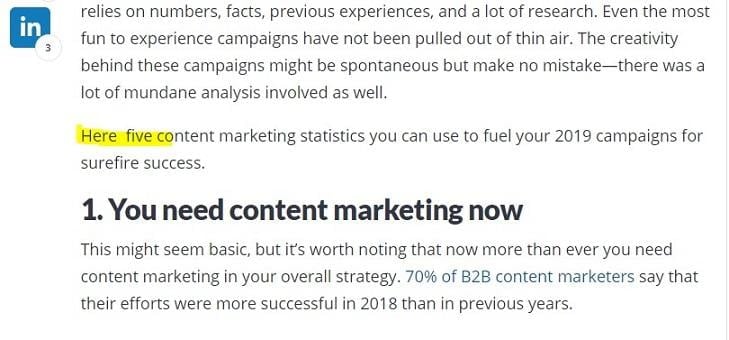 relies on numbers, facts, previous experiences, and a lot of research. Even the most
in
fun to experience campaigns have not been pulled out of thin air. The creativity
3
behind these campaigns might be spontaneous but make no mistake—there was a
lot of mundane analysis involved as well.
Here  five content marketing statistics you can use to fuel your 2019 campaigns for
surefire success.
1. You need content marketing now
This might seem basic, but it’s worth noting that now more than ever you need
content marketing in your overall strategy. 70% of B2B content marketers say that
their efforts were more successful in 2018 than in previous years.